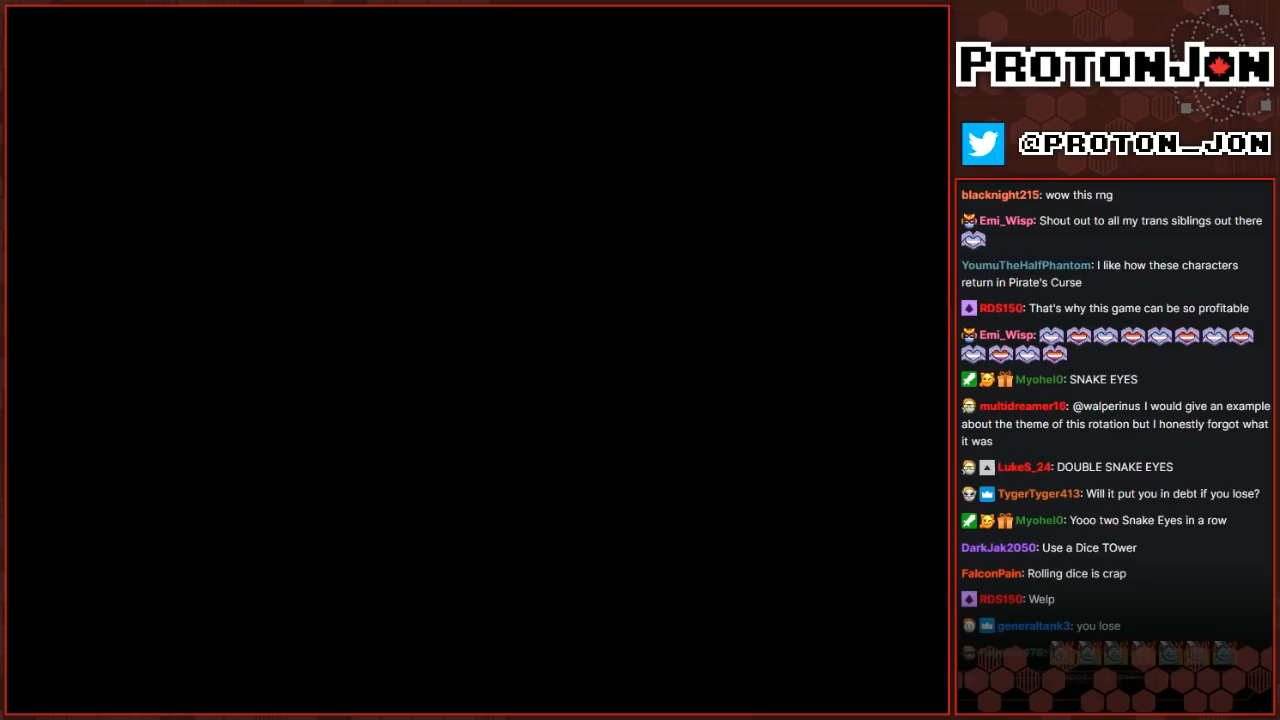 PROTONJON
@PROTON_JON
blacknight215: wow this rng
Emi_Wisp: Shout out to all my trans siblings out there
YoumuTheHalfPhantom: I like how these characters
return in Pirate's Curse
RDS150: That's why this game can be so profitable
Emi_Wisp:
Myohel0: SNAKE EYES
multidreamer16: @walperinus I would give an example
about the theme of this rotation but I honestly forgot what
it was
LukeS_24: DOUBLE SNAKE EYES
TygerTyger413: Will it put you in debt if you lose?
Myohel0: Yooo two Snake Eyes in a row
DarkJak2050: Use a Dice TOwer
FalconPain: Rolling dice is crap
RDS150: Welp
generaltank3: you lose